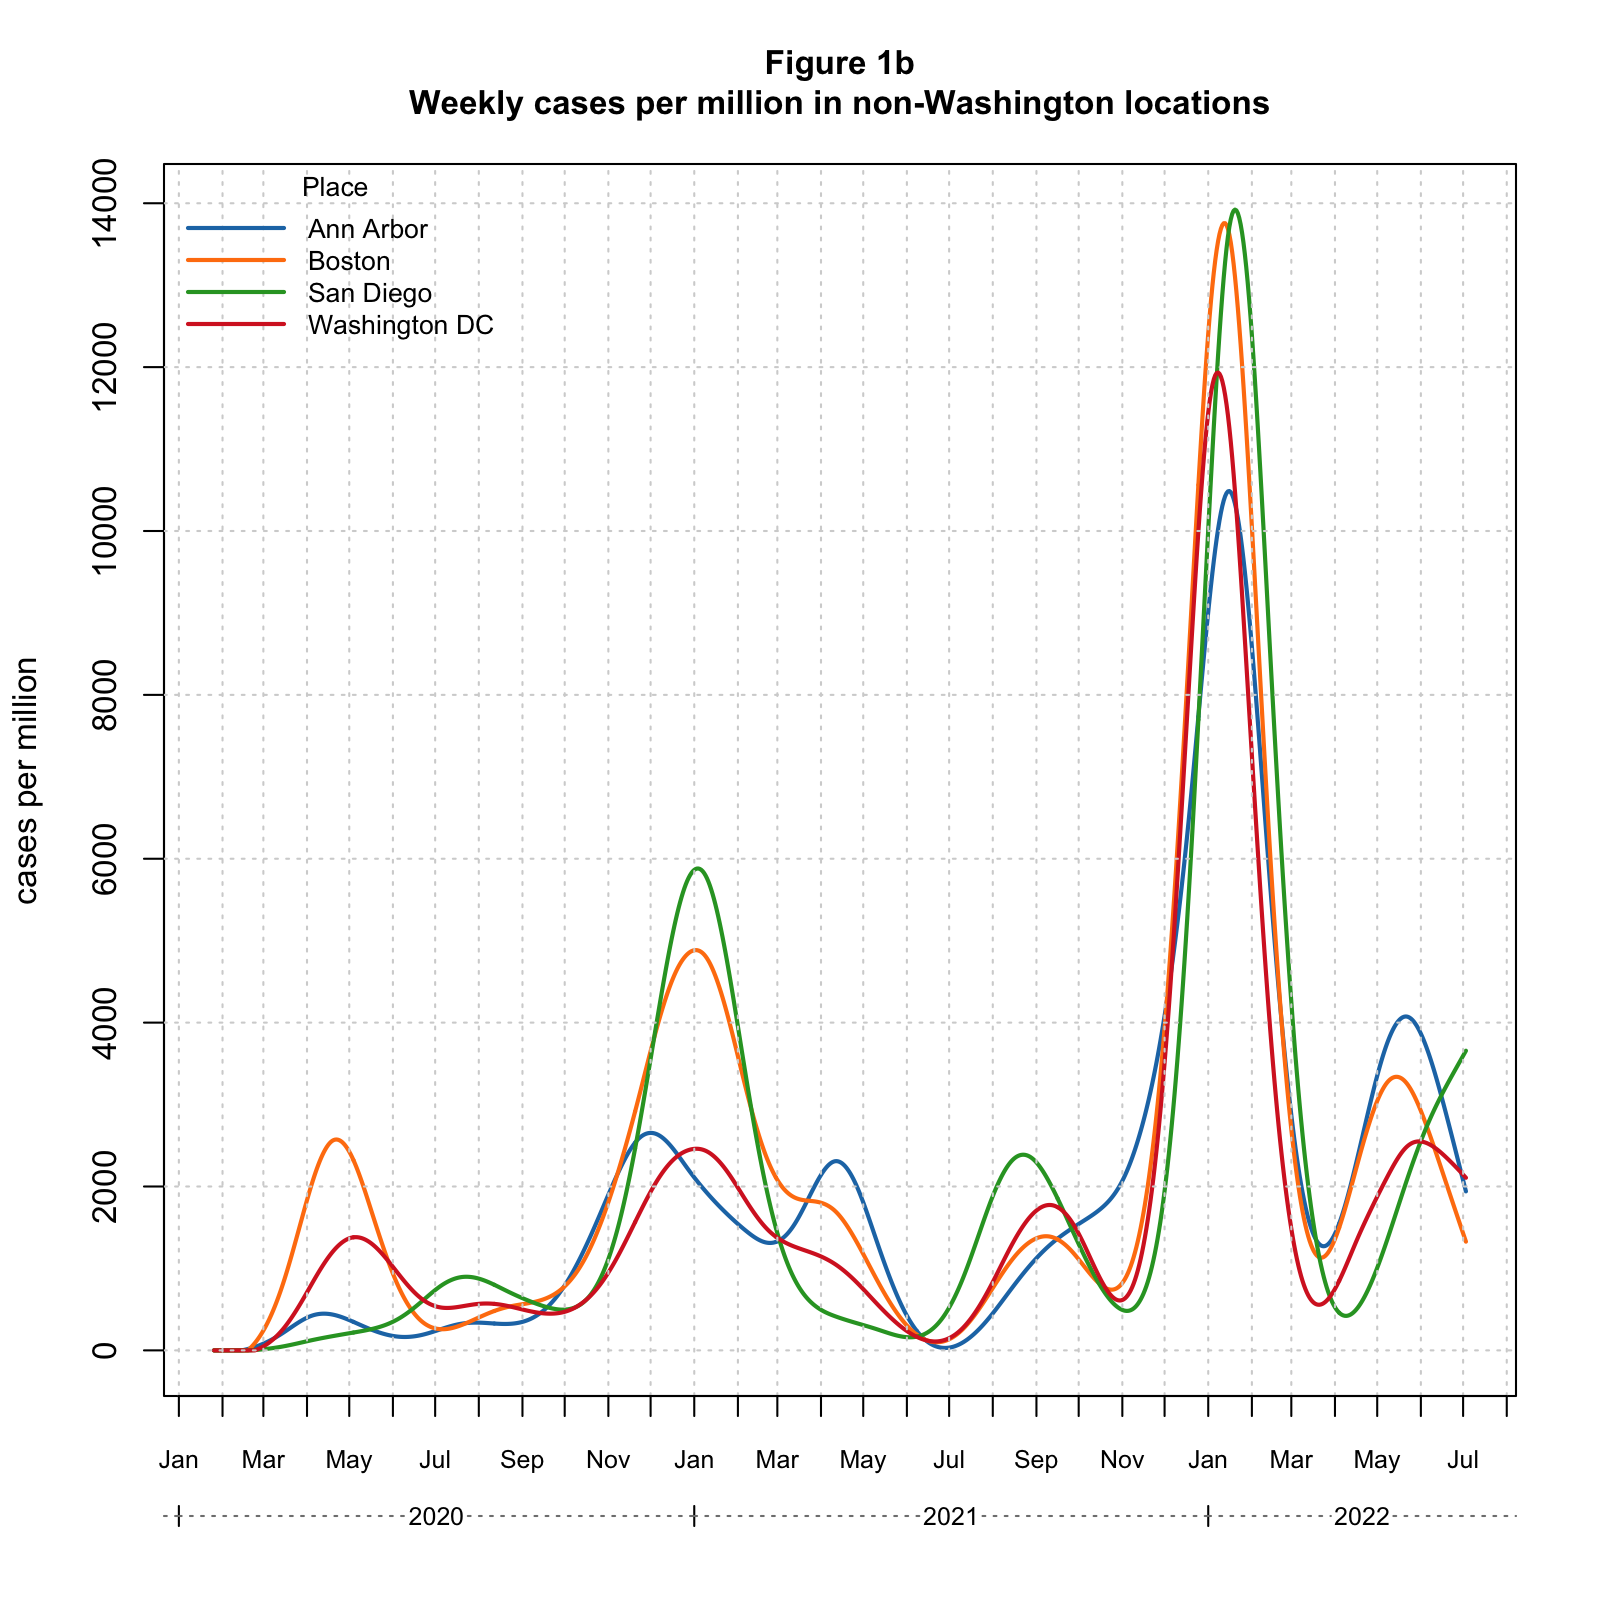 Figure 1b
Weekly cases per million in non-Washington locations
Place
Ann Arbor
Boston
San Diego
Washington DC
cases per million
14000
12000
10000
8000
6000
4000
2000
0
Jan Mar May Jul Sep Nov Jan Mar May Jul Sep Nov Jan Mar May Jul
2020 2021 2022